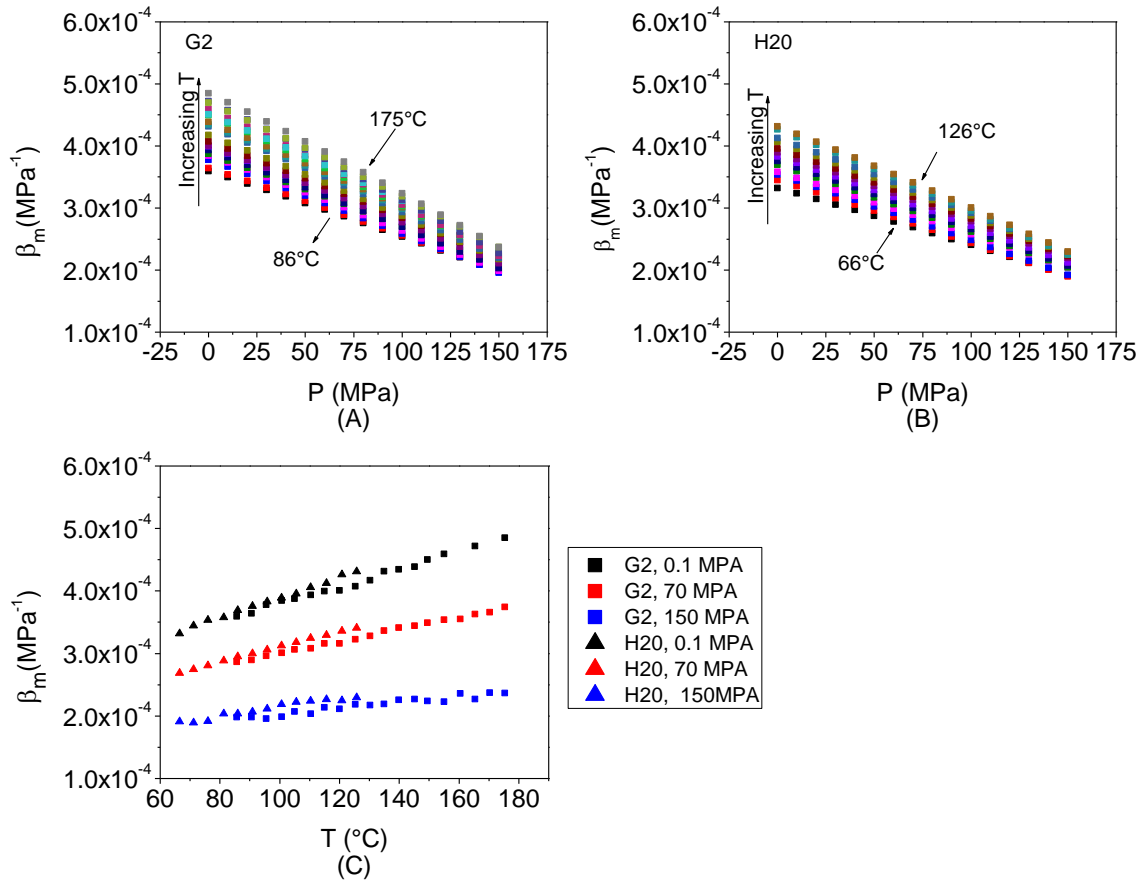 G2
Increasing T
175°C
86°C
6.0x10-4
5.0x10-4
4.0x10-4
3.0x10-4
2.0x10-4
1.0x10-4
βm (MPa-1)
-25 0 25 50 75 100 125 150 175
P (MPa)
(A)
H20
Increasing T
126°C
66°C
6.0x10-4
5.0x10-4
4.0x10-4
3.0x10-4
2.0x10-4
1.0x10-4
βm (MPa-1)
-25 0 25 50 75 100 125 150 175
P (MPa)
(B)
6.0x10-4
5.0x10-4
4.0x10-4
3.0x10-4
2.0x10-4
1.0x10-4
βm(MPa-1)
60 80 100 120 140 160 180
T (°C)
(C)
G2, 0.1 MPA
G2, 70 MPA
G2, 150 MPA
H20, 0.1 MPA
H20, 70 MPA
H20, 150MPA